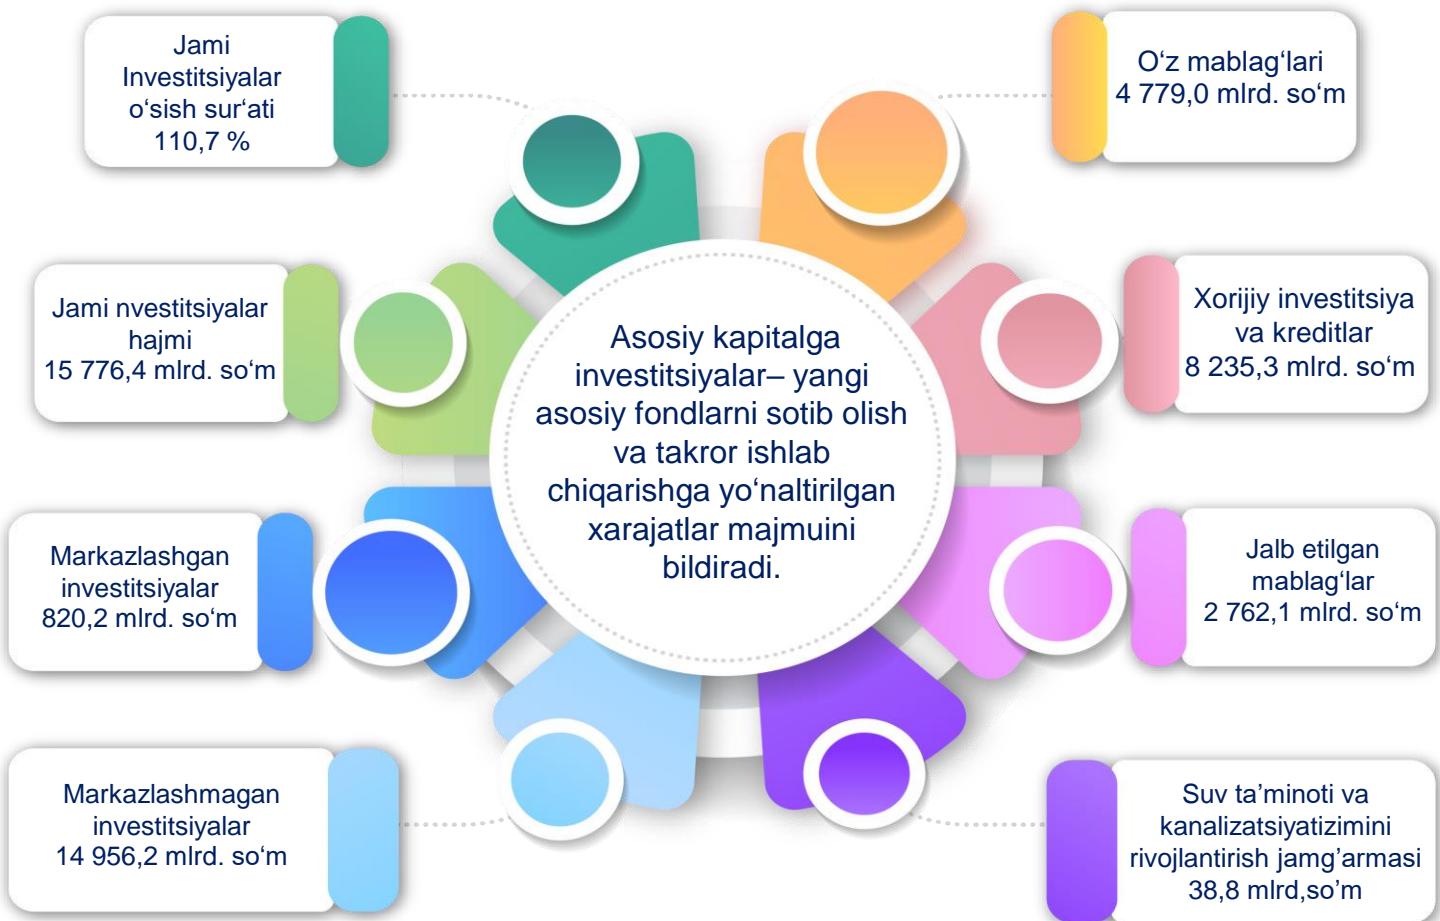 Jami
Investitsiyalar
o‘sish sur‘ati
110,7 %
O‘z mablag‘lari
4 779,0 mlrd. so‘m
Jami nvestitsiyalar
hajmi
15 776,4 mlrd. so‘m
Xorijiy investitsiya
va kreditlar
8 235,3 mlrd. so‘m
Asosiy kapitalga
investitsiyalar– yangi
asosiy fondlarni sotib olish
va takror ishlab
chiqarishga yo‘naltirilgan
xarajatlar majmuini
bildiradi.
Markazlashgan
investitsiyalar
820,2 mlrd. so‘m
Jalb etilgan
mablag‘lar
2 762,1 mlrd. so‘m
Markazlashmagan
investitsiyalar
14 956,2 mlrd. so‘m
Suv ta’minoti va
kanalizatsiyatizimini
rivojlantirish jamg’armasi
38,8 mlrd,so’m